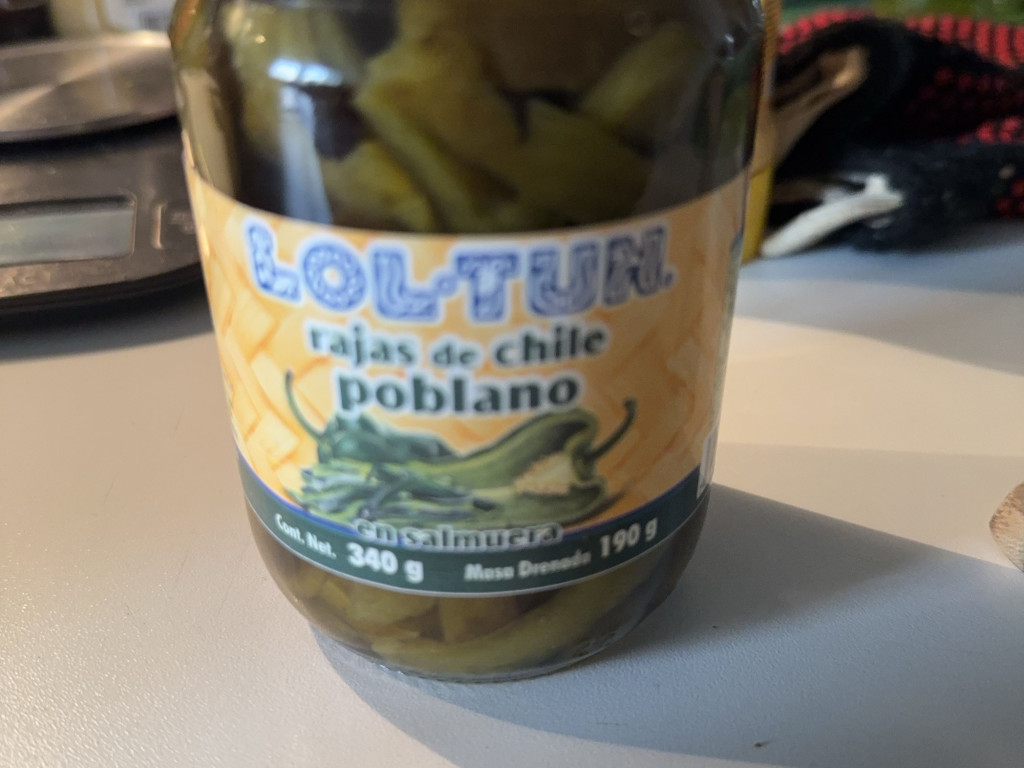 LOL·TUN
rajas de chile
poblano
en salmuera
Cont. Net. 340 g Masa Drenada 190 g